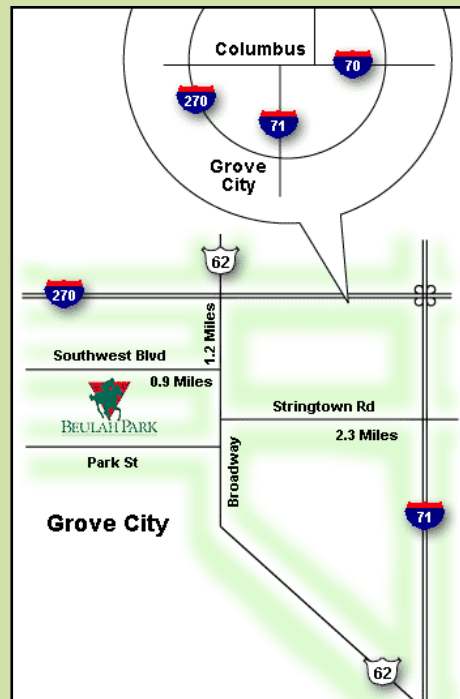 Columbus
70
270
71
Grove
City
62
270
1.2 Miles
Southwest Blvd
0.9 Miles
BEULAH PARK
Stringtown Rd
2.3 Miles
Park St
Broadway
Grove City
71
62